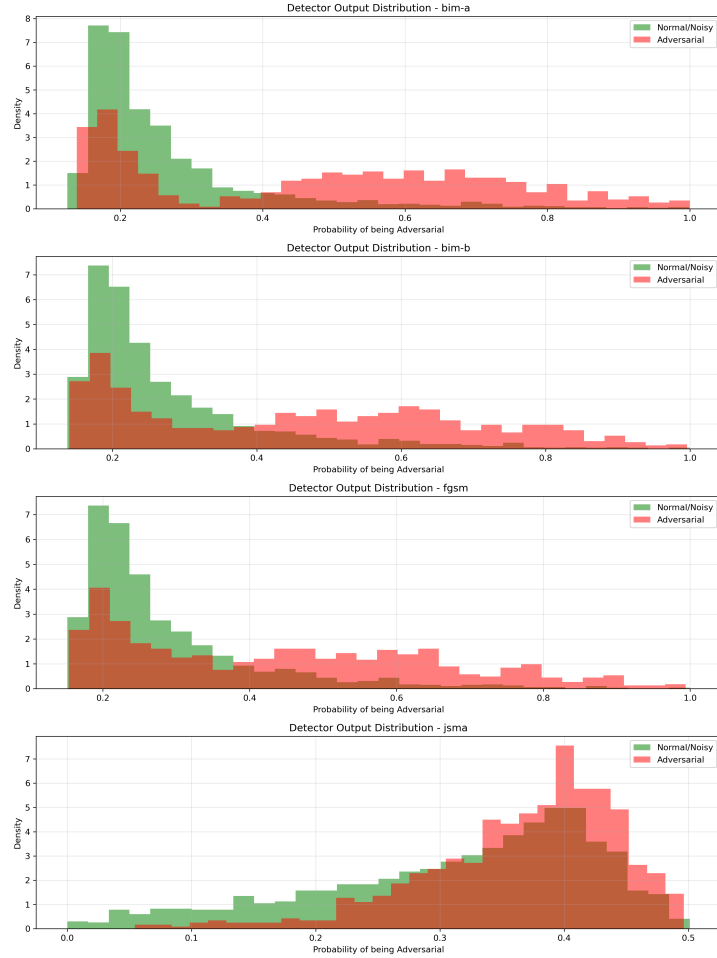 Detector Output Distribution - bim-a
8
7
6
5
4
3
2
1
0
Density
Normal/Noisy
Adversarial
0.2 0.4 0.6 0.8 1.0
Probability of being Adversarial
Detector Output Distribution - bim-b
7
6
5
4
3
2
1
0
Density
Normal/Noisy
Adversarial
0.2 0.4 0.6 0.8 1.0
Probability of being Adversarial
Detector Output Distribution - fgsm
7
6
5
4
3
2
1
0
Density
Normal/Noisy
Adversarial
0.2 0.4 0.6 0.8 1.0
Probability of being Adversarial
Detector Output Distribution - jsma
7
6
5
4
3
2
1
0
Density
Normal/Noisy
Adversarial
0.0 0.1 0.2 0.3 0.4 0.5
Probability of being Adversarial